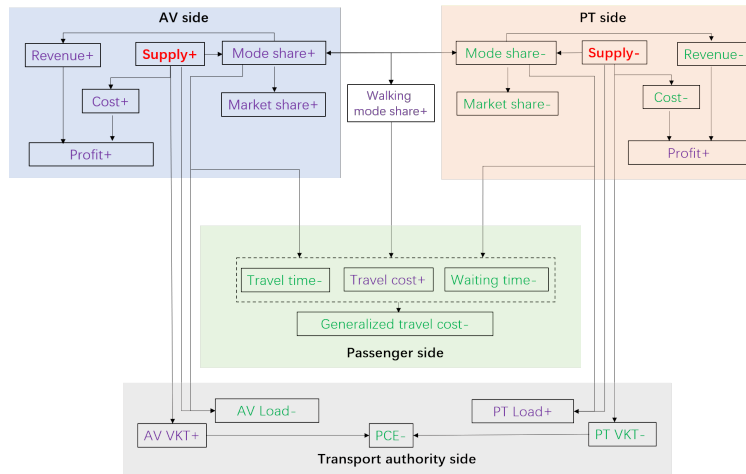 AV side
PT side
Revenue+
Supply+
Mode share+
Mode share-
Supply-
Revenue-
Cost+
Market share+
Walking
mode share+
Market share-
Cost-
Profit+
Profit+
Travel time-
Travel cost+
Waiting time-
Generalized travel cost-
Passenger side
AV Load-
PT Load+
AV VKT+
PCE-
PT VKT-
Transport authority side